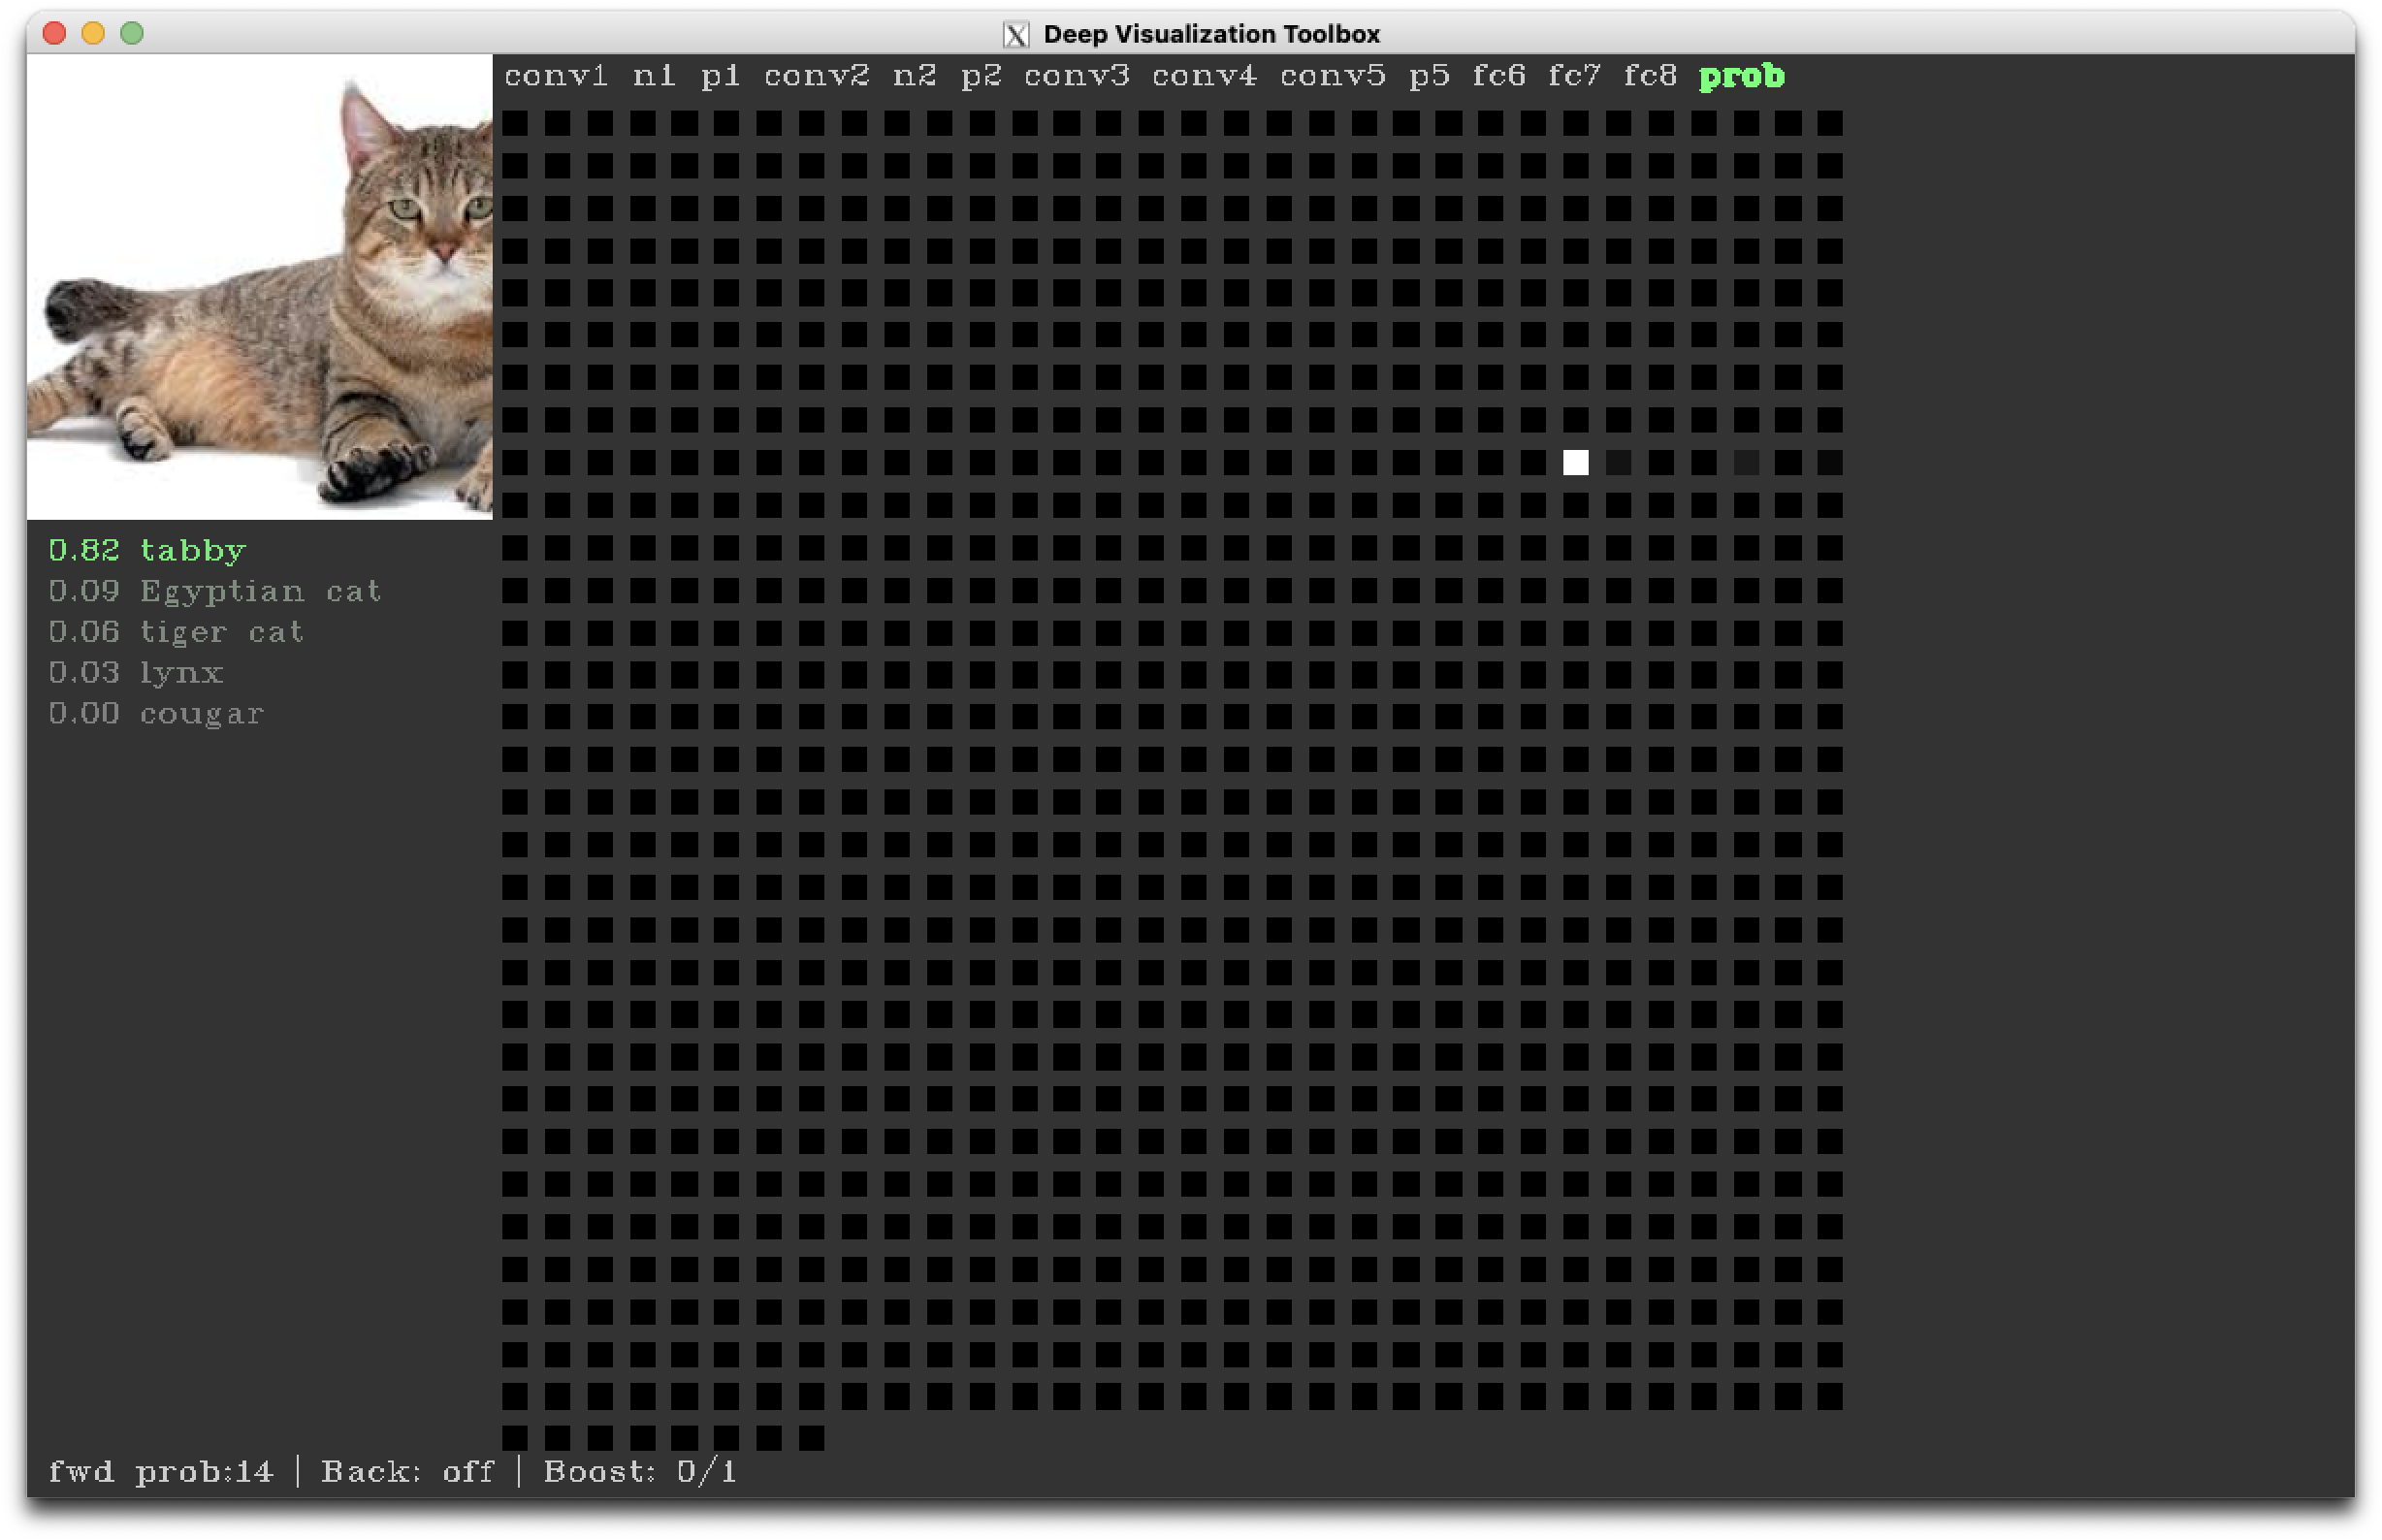 Deep Visualization Toolbox
conv1 n1 p1 conv2 n2 p2 conv3 conv4 conv5 p5 fc6 fc7 fc8 prob
0.82 tabby
0.09 Egyptian cat
0.06 tiger cat
0.03 lynx
0.00 cougar
fwd prob:14 | Back: off | Boost: 0/1